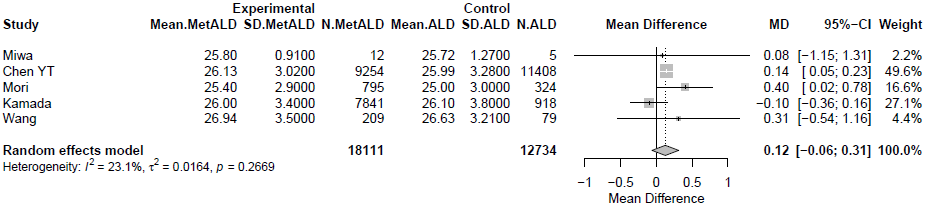 Experimental Control
Study Mean.MetALD SD.MetALD N.MetALD Mean.ALD SD.ALD N.ALD Mean Difference MD 95%−CI Weight
Miwa 25.80 0.9100 12 25.72 1.2700 5 0.08 [−1.15; 1.31] 2.2%
Chen YT 26.13 3.0200 9254 25.99 3.2800 11408 0.14 [ 0.05; 0.23] 49.6%
Mori 25.40 2.9000 795 25.00 3.0000 324 0.40 [ 0.02; 0.78] 16.6%
Kamada 26.00 3.4000 7841 26.10 3.8000 918 −0.10 [−0.36; 0.16] 27.1%
Wang 26.94 3.5000 209 26.63 3.2100 79 0.31 [−0.54; 1.16] 4.4%
Random effects model 18111 12734 0.12 [−0.06; 0.31] 100.0%
Heterogeneity: I² = 23.1%, τ² = 0.0164, p = 0.2669
−1 −0.5 0 0.5 1
Mean Difference